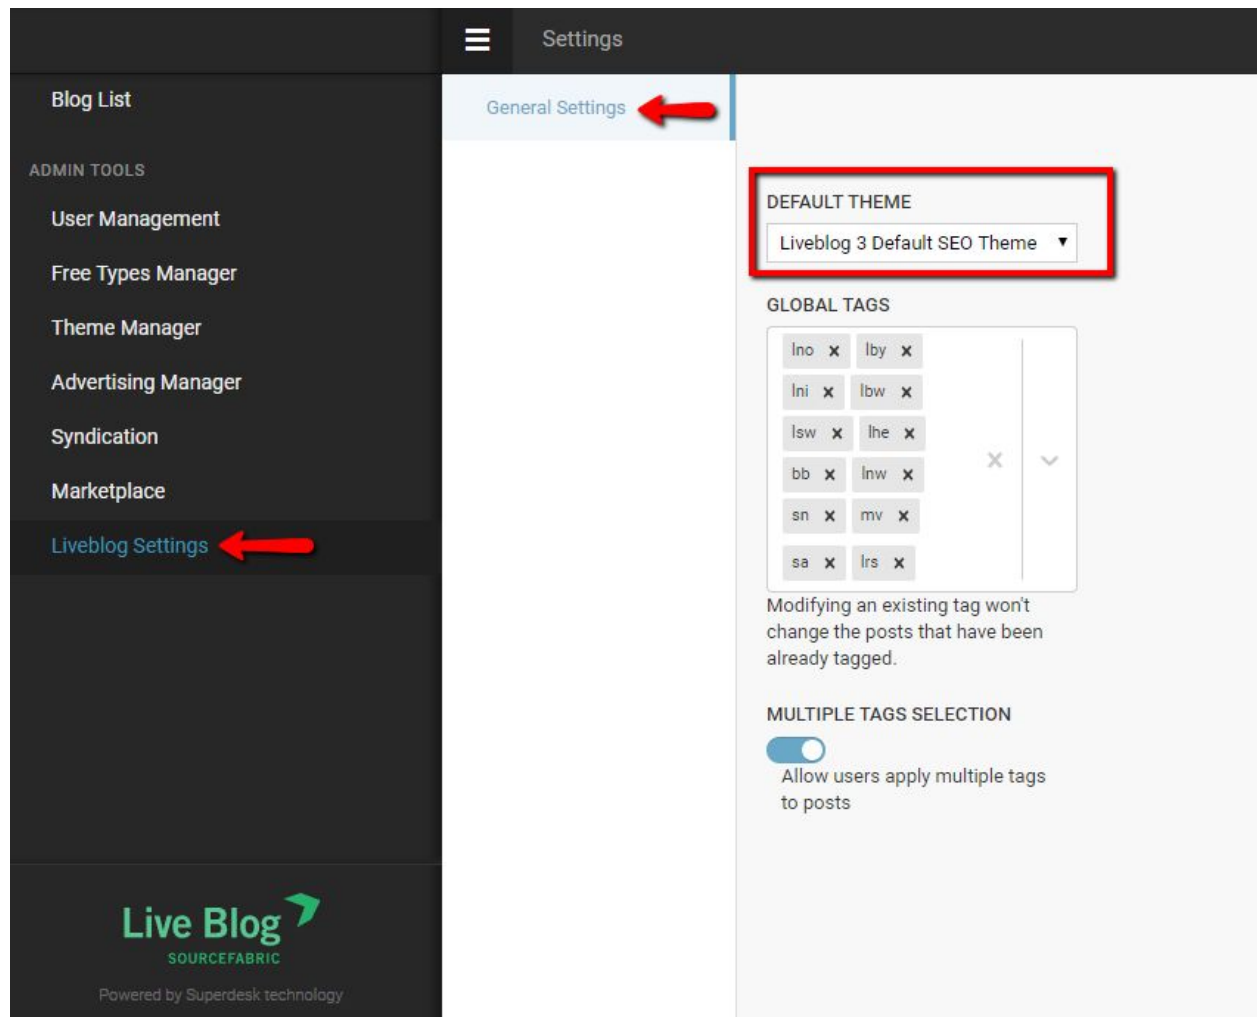 Settings
Blog List
ADMIN TOOLS
User Management
Free Types Manager
Theme Manager
Advertising Manager
Syndication
Marketplace
Liveblog Settings
Live Blog
SOURCEFABRIC
Powered by Superdesk technology
General Settings
DEFAULT THEME
Liveblog 3 Default SEO Theme
GLOBAL TAGS
lno x lby x
lni x lbw x
lsw x lhe x
bb x lnw x
sn x mv x
sa x lrs x
Modifying an existing tag won't
change the posts that have been
already tagged.
MULTIPLE TAGS SELECTION
Allow users apply multiple tags
to posts